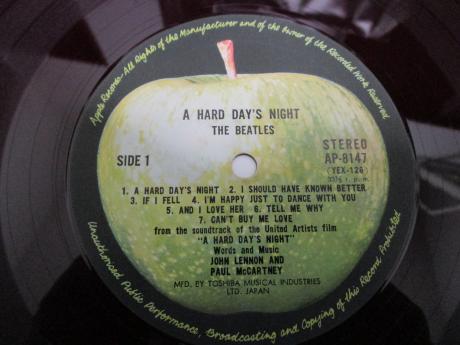 Apple Records-All Rights of the Manufacturer and of the Owner of the Recorded Work Reserved
A HARD DAY'S NIGHT
THE BEATLES
STEREO
SIDE 1
AP-8147
(YEX-126)
33⅓ r. p. m.
1. A HARD DAY'S NIGHT 2. I SHOULD HAVE KNOWN BETTER
3. IF I FELL 4. I'M HAPPY JUST TO DANCE WITH YOU
5. AND I LOVE HER 6. TELL ME WHY
7. CAN'T BUY ME LOVE
from the soundtrack of the United Artists film
"A HARD DAY'S NIGHT"
Words and Music
JOHN LENNON AND
PAUL McCARTNEY
MFD. BY TOSHIBA MUSICAL INDUSTRIES
LTD. JAPAN
Unauthorised Public Performance, Broadcasting and Copying of this Record Prohibited